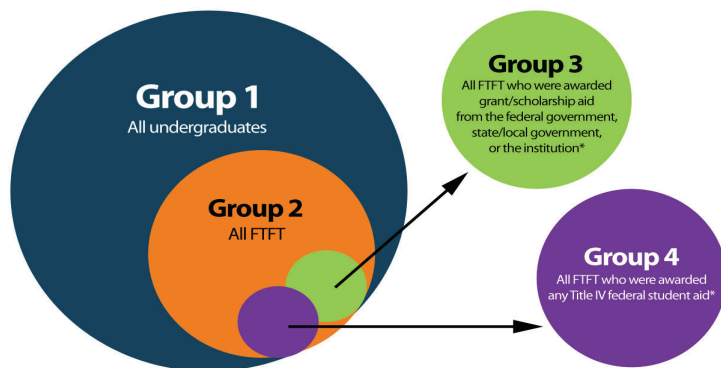 Group 1
All undergraduates
Group 2
All FTFT
Group 3
All FTFT who were awarded
grant/scholarship aid
from the federal government,
state/local government,
or the institution*
Group 4
All FTFT who were awarded
any Title IV federal student aid*